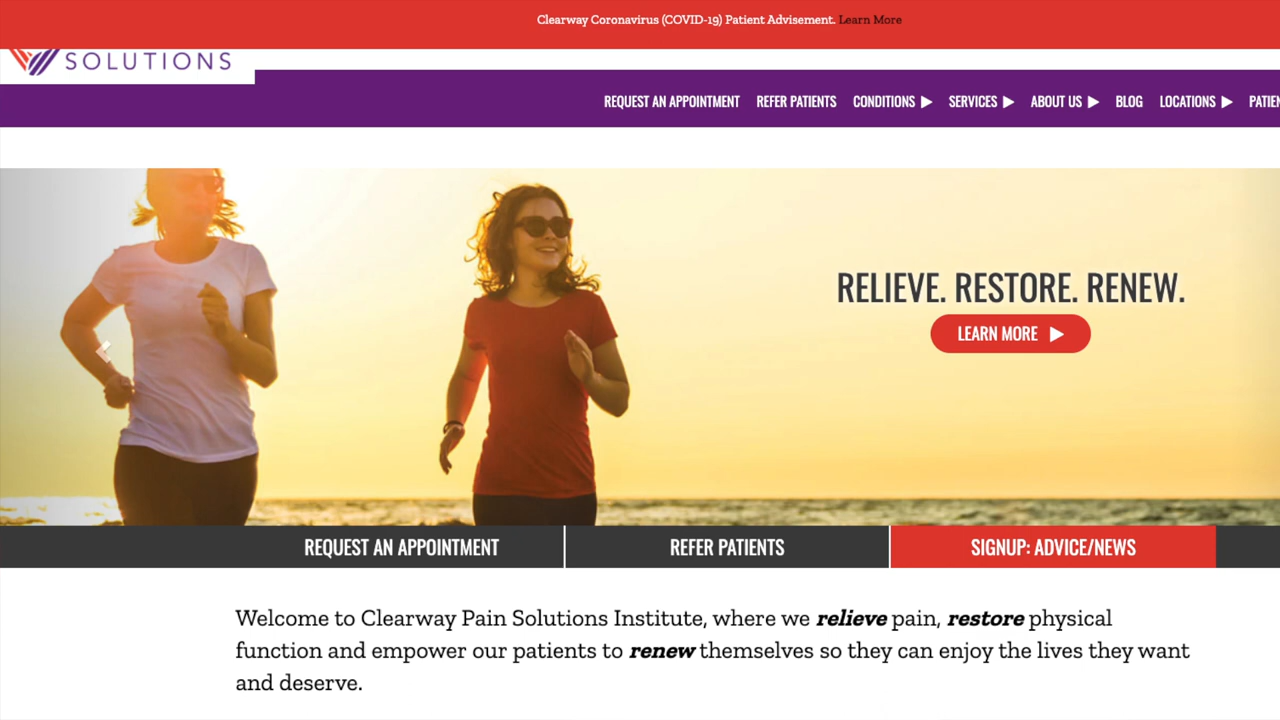 Clearway Coronavirus (COVID-19) Patient Advisement. Learn More
SOLUTIONS
REQUEST AN APPOINTMENT REFER PATIENTS CONDITIONS SERVICES ABOUT US BLOG LOCATIONS
RELIEVE. RESTORE. RENEW.
LEARN MORE
REQUEST AN APPOINTMENT REFER PATIENTS SIGNUP: ADVICE/NEWS
Welcome to Clearway Pain Solutions Institute, where we relieve pain, restore physical
function and empower our patients to renew themselves so they can enjoy the lives they want
and deserve.